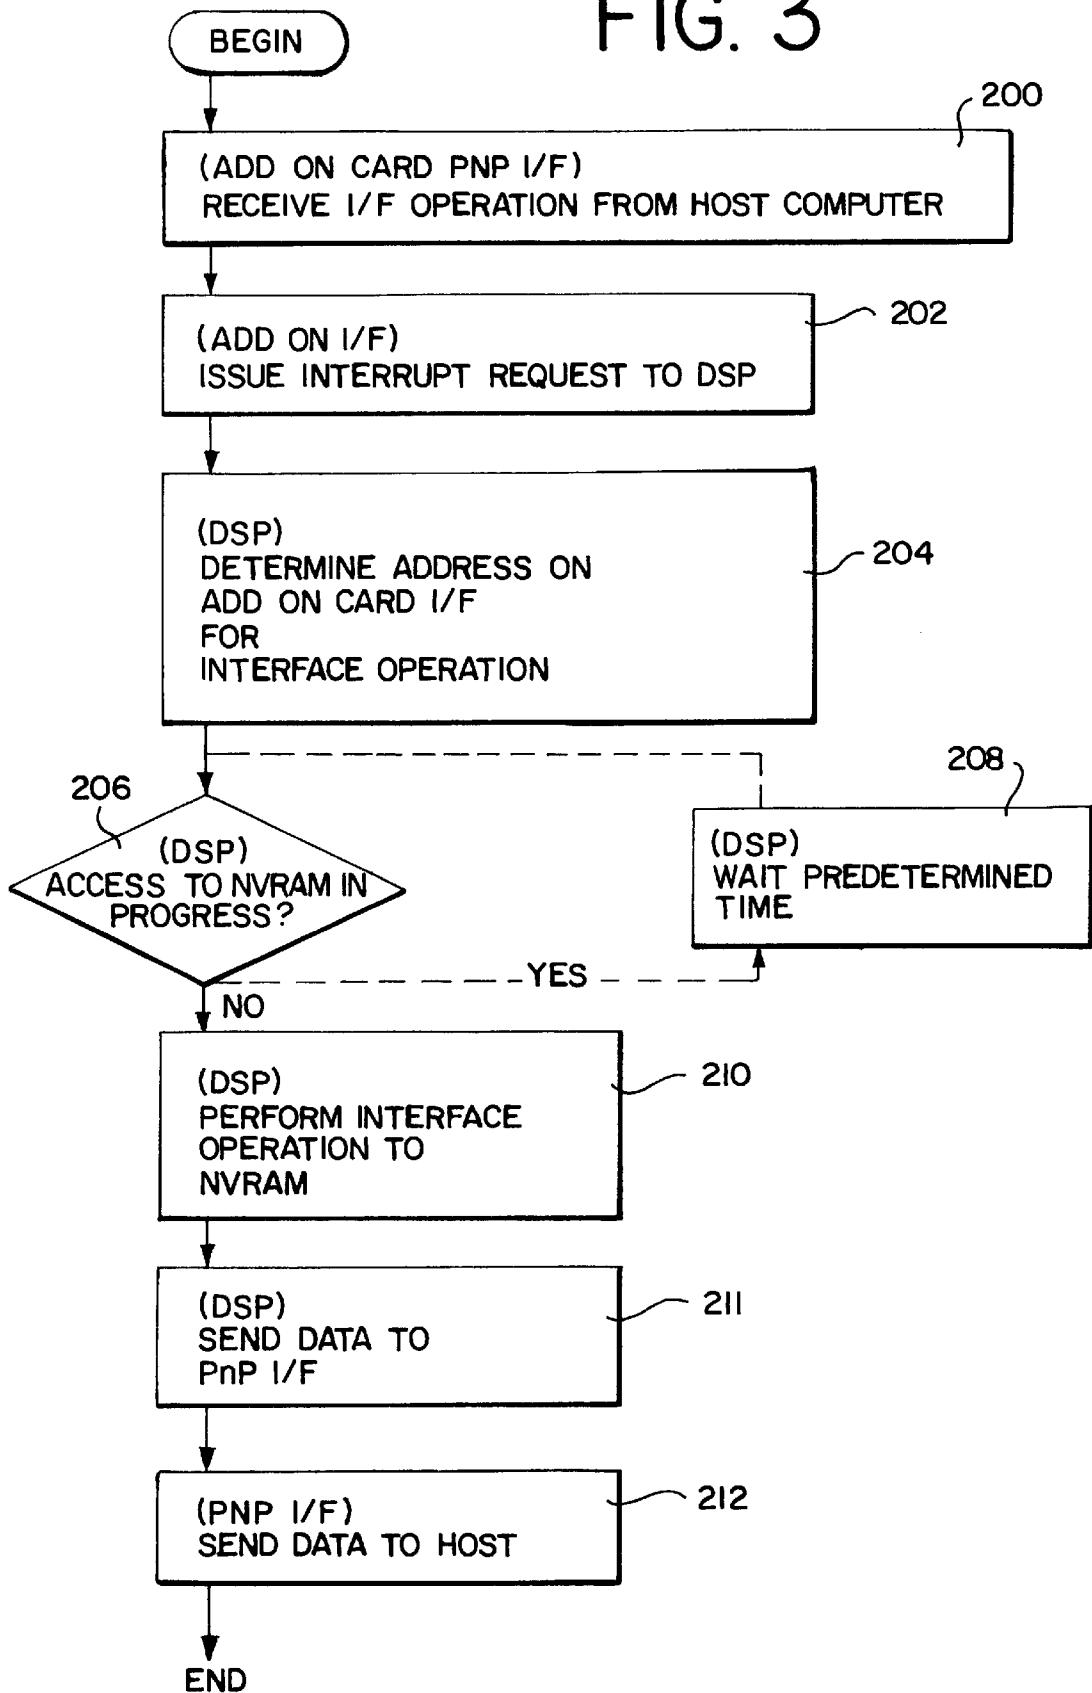 FIG. 3
BEGIN
200
(ADD ON CARD PNP I/F)
RECEIVE I/F OPERATION FROM HOST COMPUTER
202
(ADD ON I/F)
ISSUE INTERRUPT REQUEST TO DSP
204
(DSP)
DETERMINE ADDRESS ON
ADD ON CARD I/F
FOR
INTERFACE OPERATION
206
(DSP)
ACCESS TO NVRAM IN
PROGRESS?
208
(DSP)
WAIT PREDETERMINED
TIME
YES
NO
210
(DSP)
PERFORM INTERFACE
OPERATION TO
NVRAM
211
(DSP)
SEND DATA TO
PnP I/F
212
(PNP I/F)
SEND DATA TO HOST
END